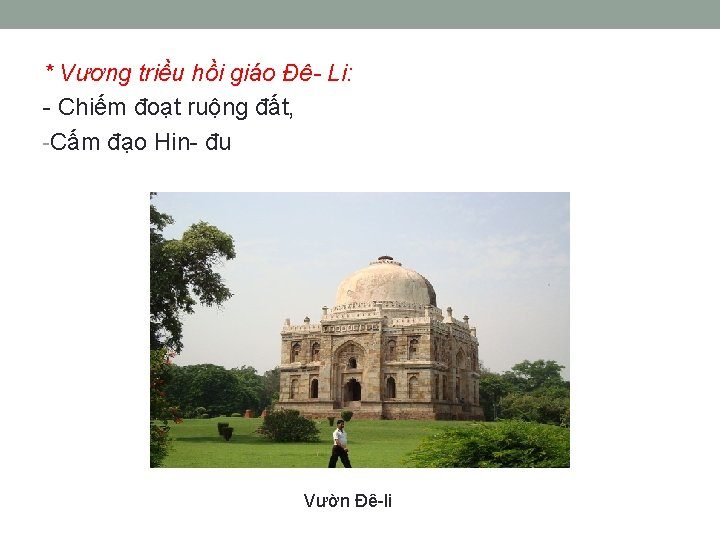 * Vương triều hồi giáo Đê- Li:
- Chiếm đoạt ruộng đất,
-Cấm đạo Hin- đu
Vườn Đê-li